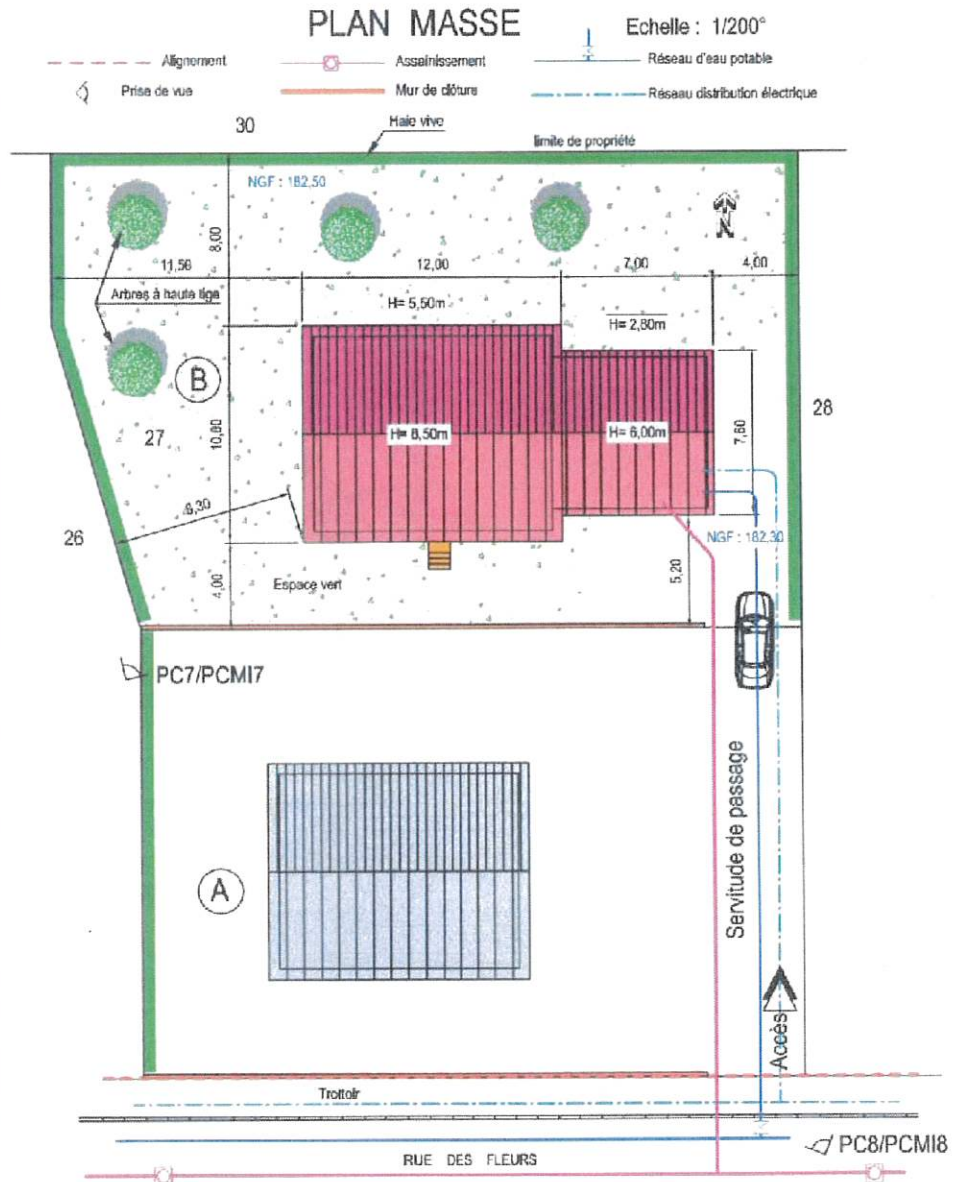 PLAN MASSE
Echelle : 1/200°
Alignement
Assainissement
Réseau d'eau potable
Prise de vue
Mur de clôture
Réseau distribution électrique
30
Haie vive
limite de propriété
NGF : 182,50
N
8,00
11,56
12,00
7,00
4,00
Arbres à haute tige
H= 5,50m
H= 2,80m
B
28
10,80
27
H= 8,50m
H= 6,00m
7,60
26
9,30
NGF : 182,30
4,00
Espace vert
5,20
PC7/PCMI7
Servitude de passage
A
Accès
Trottoir
PC8/PCMI8
RUE DES FLEURS